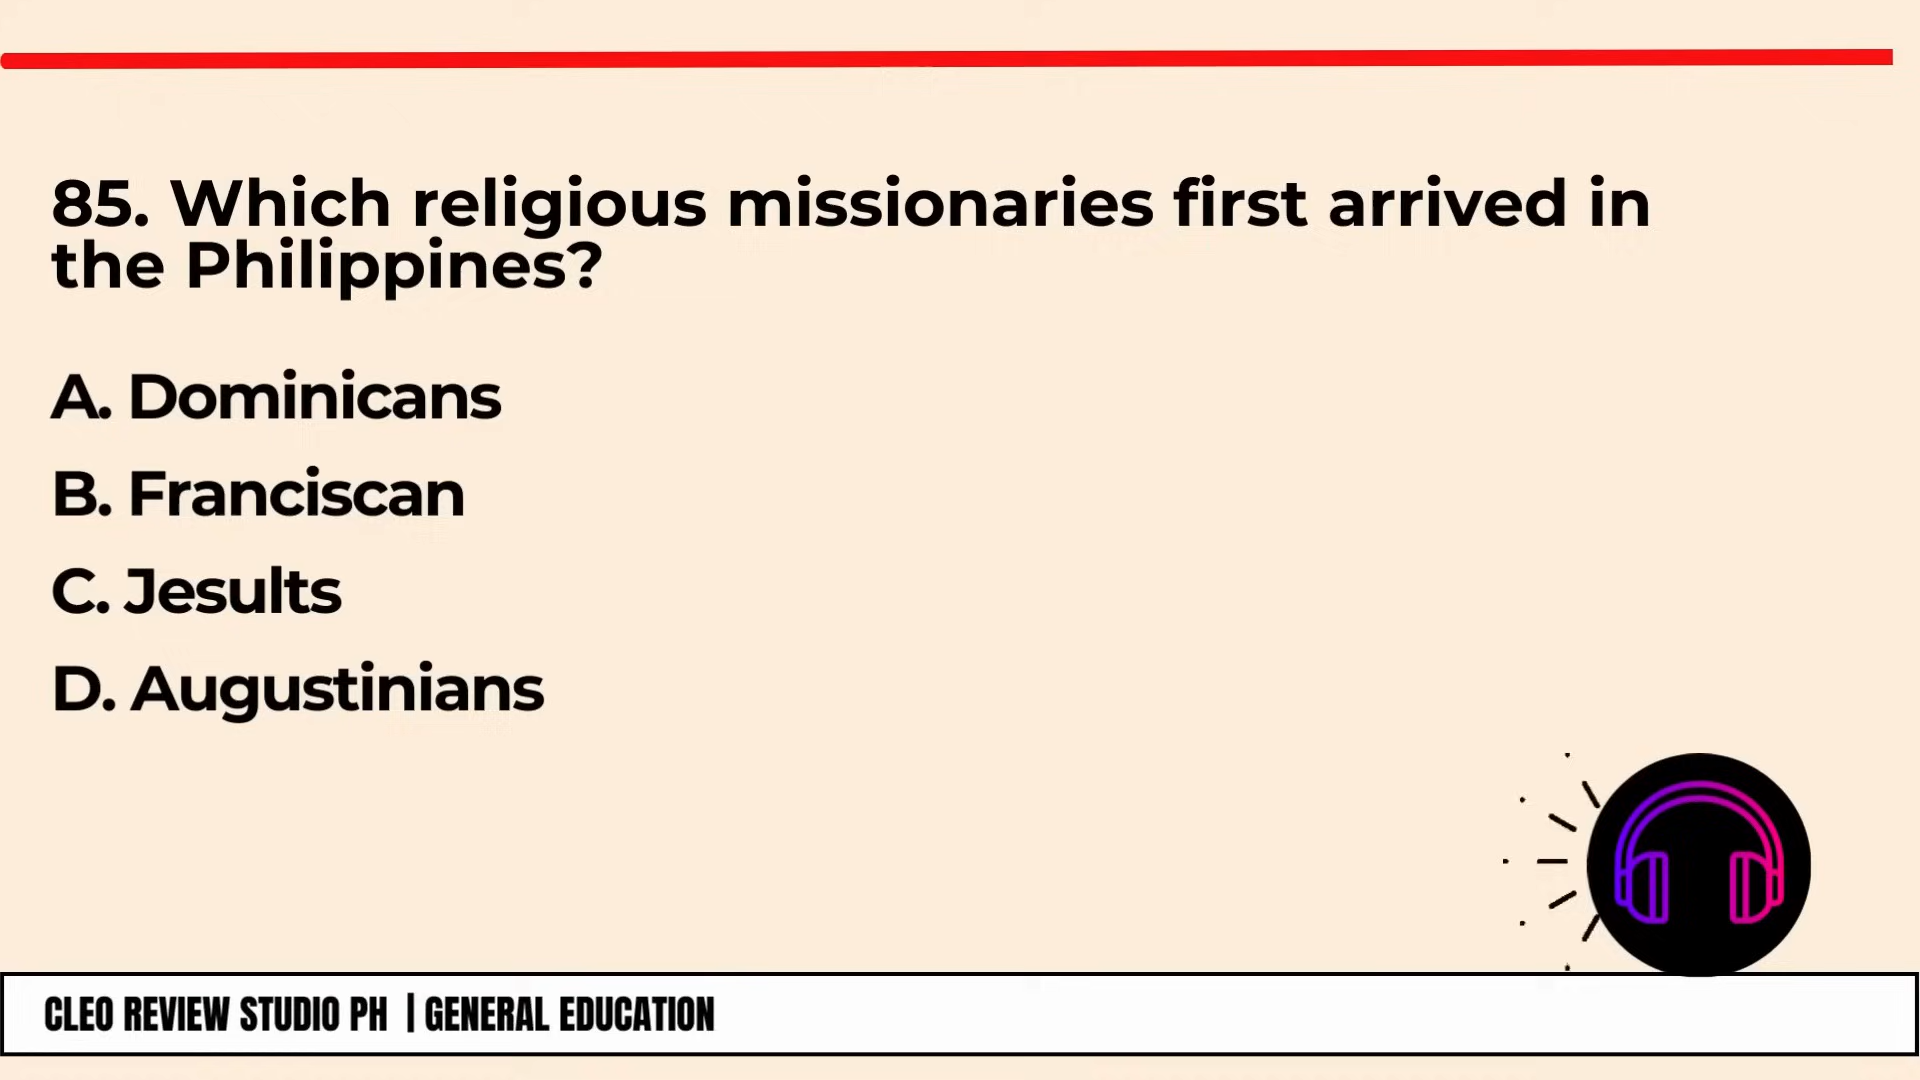 85. Which religious missionaries first arrived in
the Philippines?
A. Dominicans
B. Franciscan
C. Jesults
D. Augustinians
CLEO REVIEW STUDIO PH | GENERAL EDUCATION